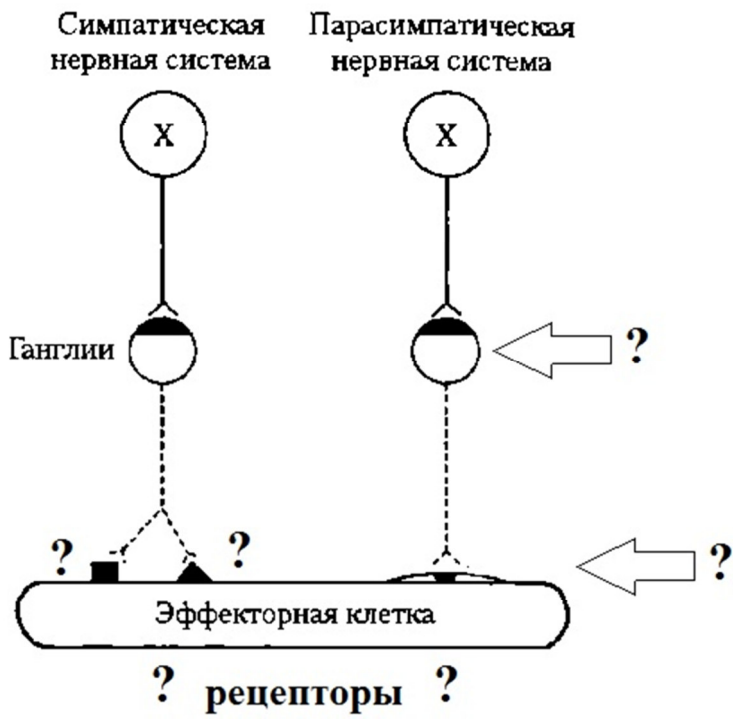 Симпатическая
нервная система
Парасимпатическая
нервная система
X
X
Ганглии
?
?
?
?
Эффекторная клетка
? рецепторы ?